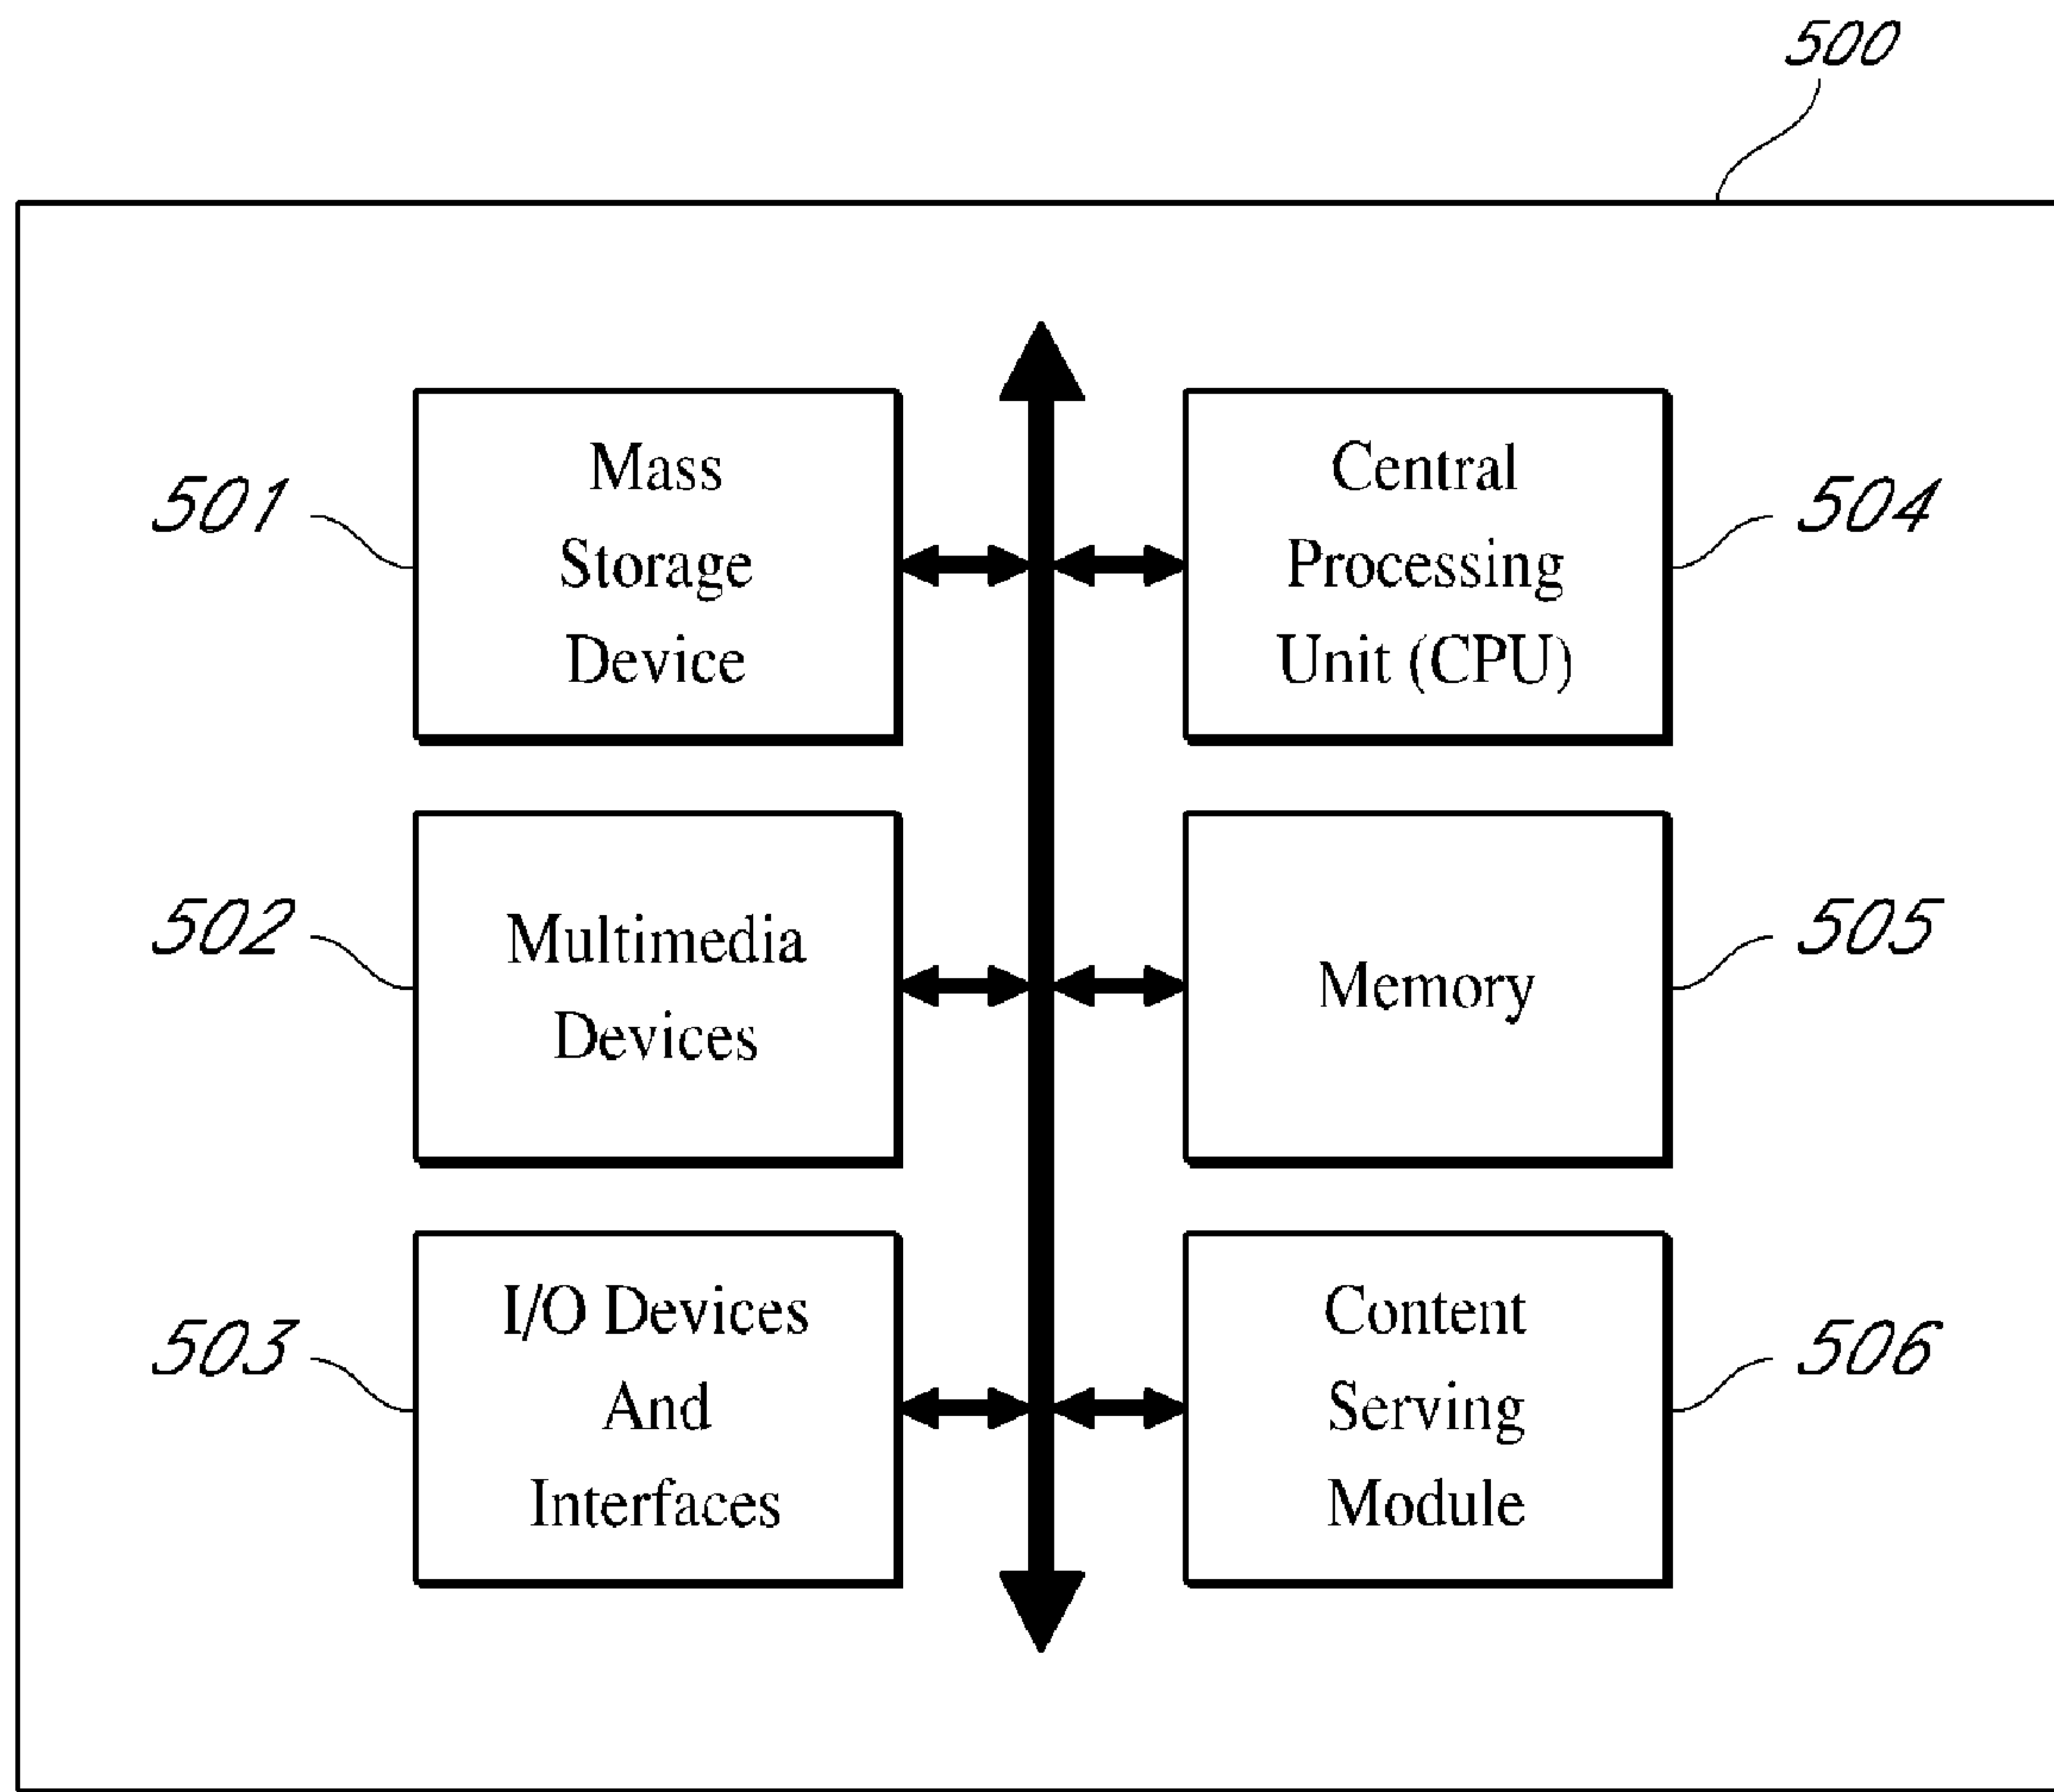 500
501
Mass
Storage
Device
Central
Processing
Unit (CPU)
504
502
Multimedia
Devices
Memory
505
503
I/O Devices
And
Interfaces
Content
Serving
Module
506